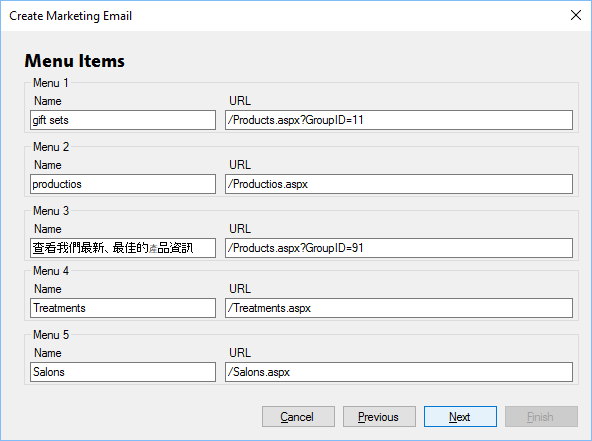 Create Marketing Email
Menu Items
Menu 1
Name URL
gift sets /Products.aspx?GroupID=11
Menu 2
Name URL
productios /Productios.aspx
Menu 3
Name URL
查看我們最新、最佳的產品資訊 /Products.aspx?GroupID=91
Menu 4
Name URL
Treatments /Treatments.aspx
Menu 5
Name URL
Salons /Salons.aspx
Cancel Previous Next Finish